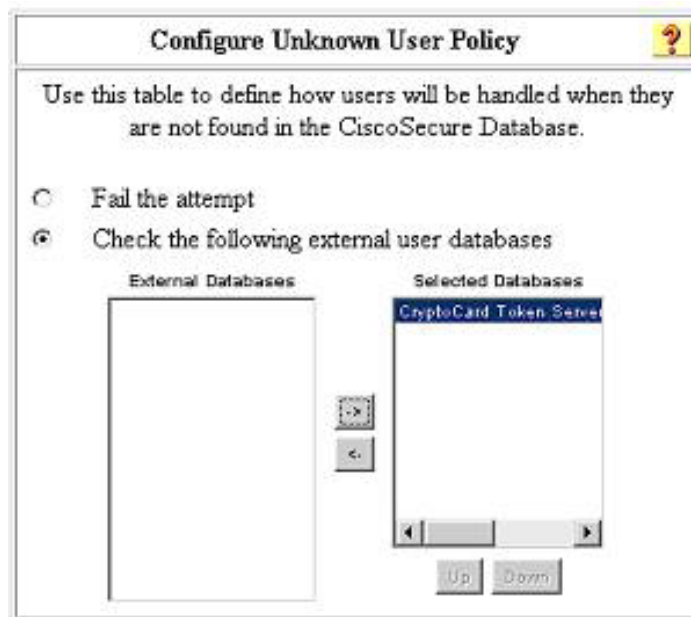 Configure Unknown User Policy
?
Use this table to define how users will be handled when they
are not found in the CiscoSecure Database.
Fail the attempt
Check the following external user databases
External Databases
Selected Databases
CryptoCard Token Server
->
<-
Up
Down